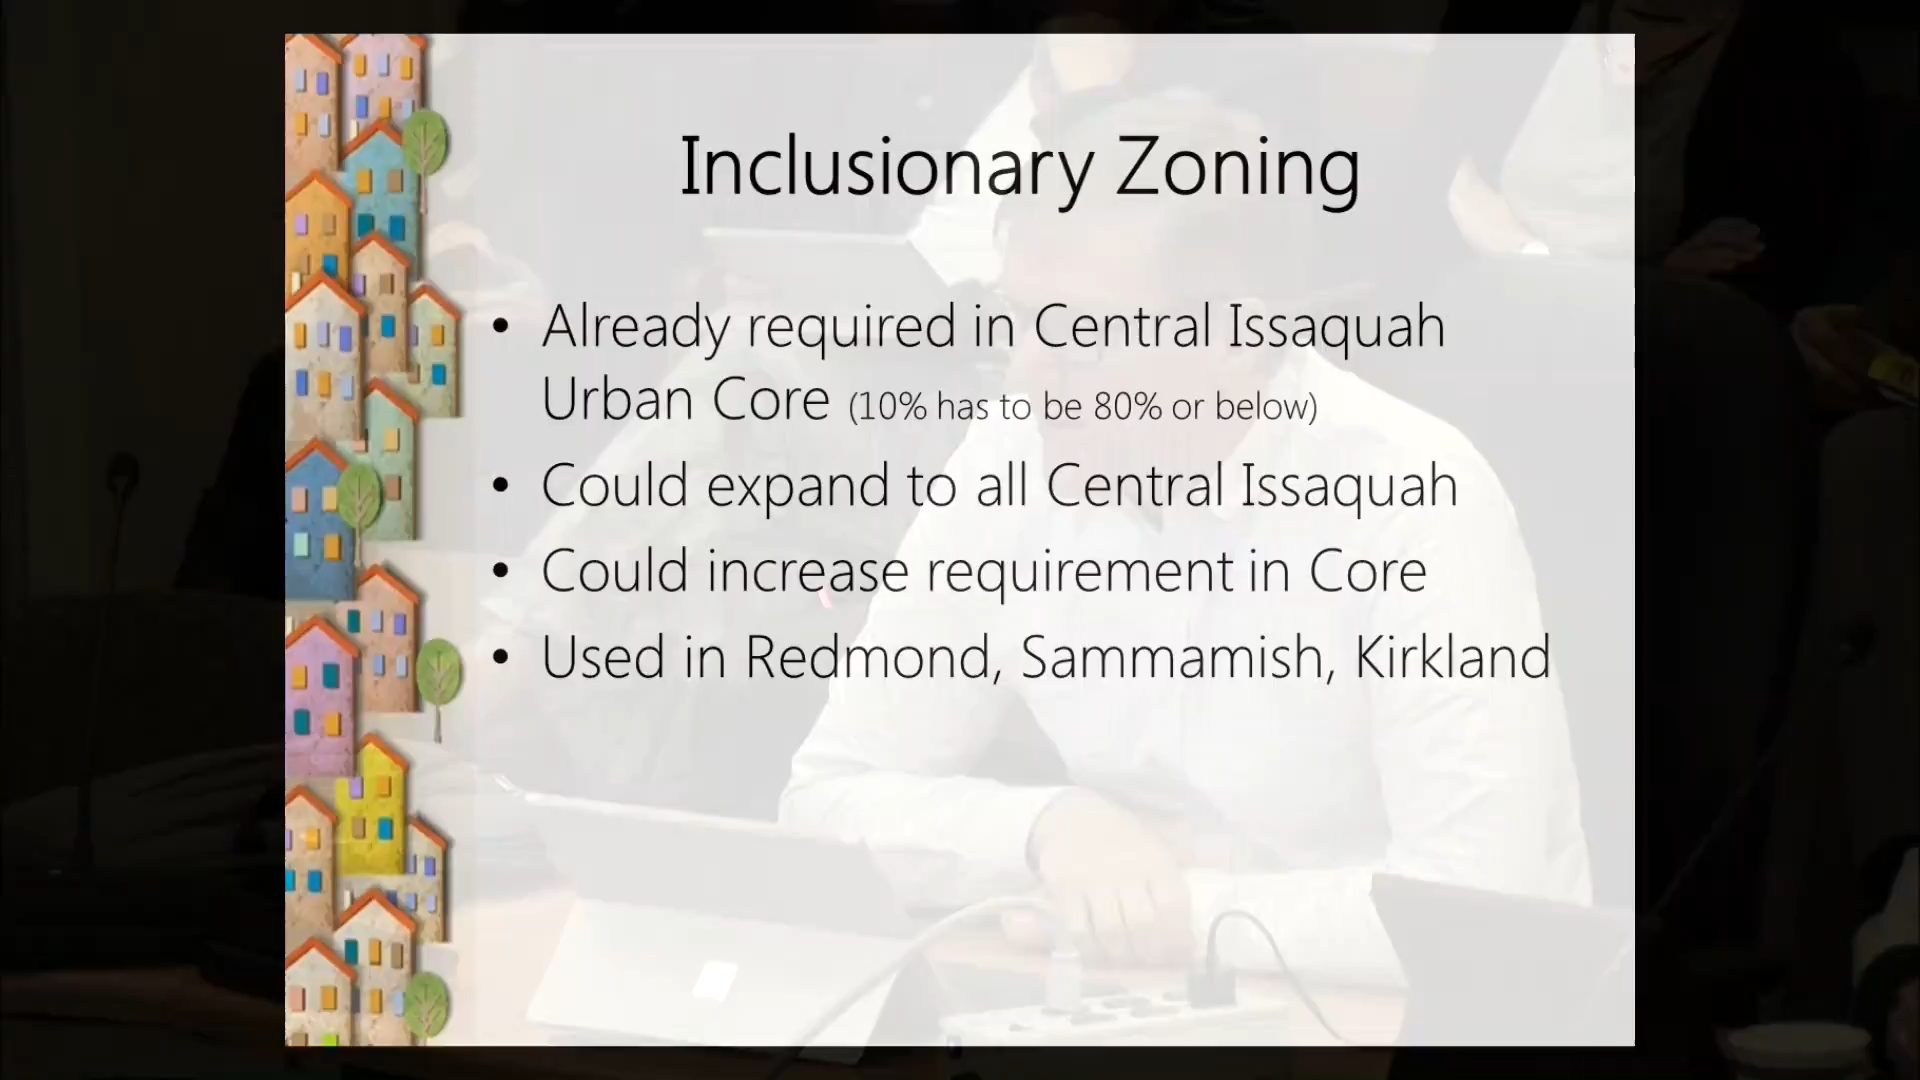 Inclusionary Zoning
• Already required in Central Issaquah
Urban Core (10% has to be 80% or below)
• Could expand to all Central Issaquah
• Could increase requirement in Core
• Used in Redmond, Sammamish, Kirkland